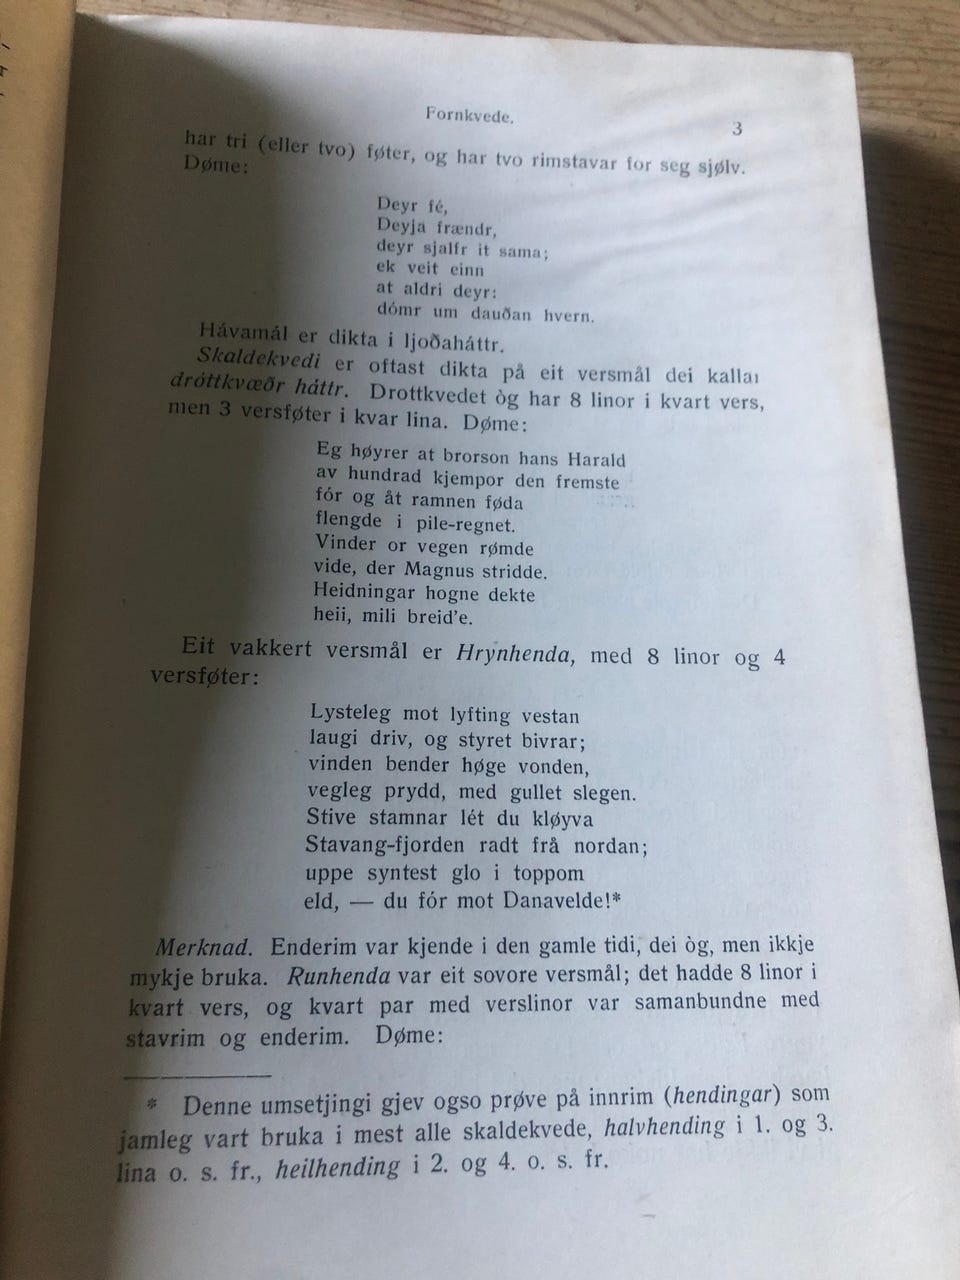 Fornkvede.
3
har tri (eller tvo) føter, og har tvo rimstavar for seg sjølv.
Døme:
Deyr fé,
Deyja frændr,
deyr sjalfr it sama;
ek veit einn
at aldri deyr:
dómr um dauðan hvern.
Hávamál er dikta i ljoðaháttr.
Skaldekvedi er oftast dikta på eit versmål dei kallar
dróttkvæðr háttr. Drottkvedet òg har 8 linor i kvart vers,
men 3 versføter i kvar lina. Døme:
Eg høyrer at brorson hans Harald
av hundrad kjempor den fremste
fór og åt ramnen føda
flengde i pile-regnet.
Vinder or vegen rømde
vide, der Magnus stridde.
Heidningar hogne dekte
heii, mili breid'e.
Eit vakkert versmål er Hrynhenda, med 8 linor og 4
versføter:
Lysteleg mot lyfting vestan
laugi driv, og styret bivrar;
vinden bender høge vonden,
vegleg prydd, med gullet slegen.
Stive stamnar lét du kløyva
Stavang-fjorden radt frå nordan;
uppe syntest glo i toppom
eld, — du fór mot Danavelde!*
Merknad. Enderim var kjende i den gamle tidi, dei òg, men ikkje
mykje bruka. Runhenda var eit sovore versmål; det hadde 8 linor i
kvart vers, og kvart par med verslinor var samanbundne med
stavrim og enderim. Døme:
* Denne umsetjingi gjev ogso prøve på innrim (hendingar) som
jamleg vart bruka i mest alle skaldekvede, halvhending i 1. og 3.
lina o. s. fr., heilhending i 2. og 4. o. s. fr.